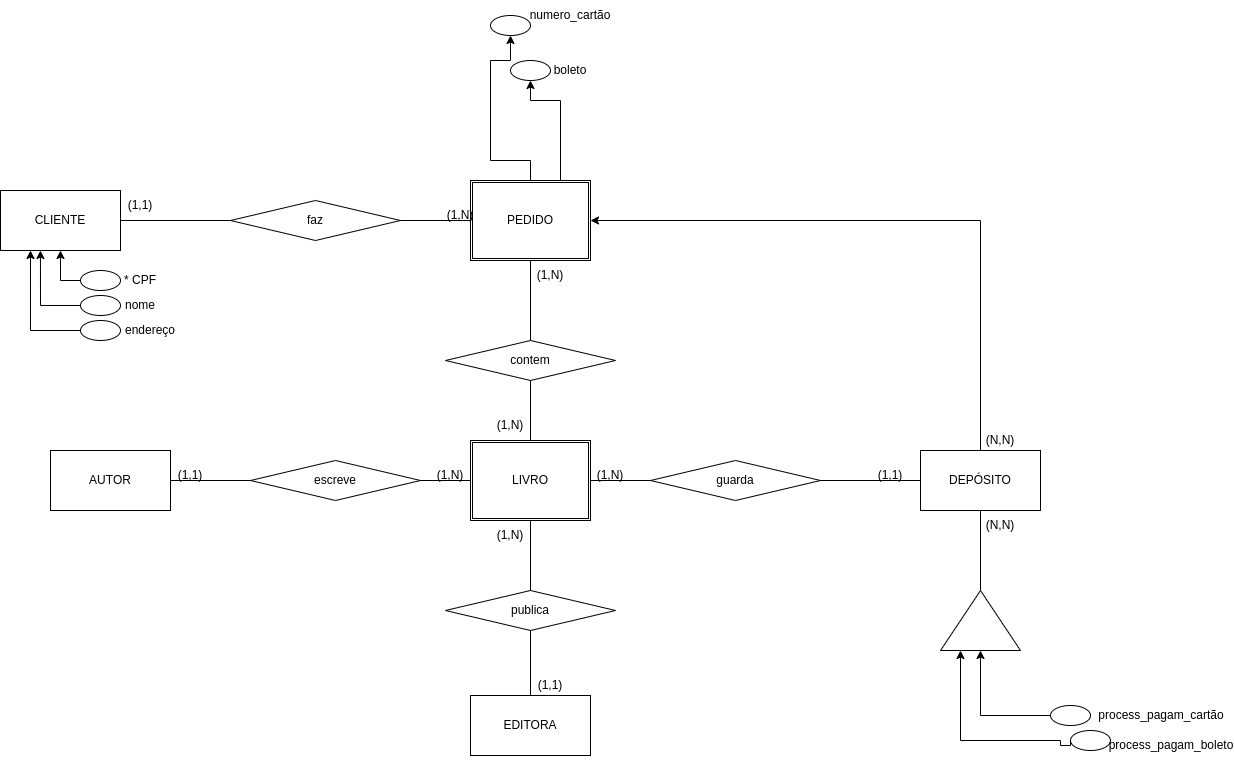 numero_cartão
boleto
CLIENTE
(1,1)
faz
(1,N)
PEDIDO
* CPF
nome
endereço
(1,N)
contem
(1,N)
(N,N)
AUTOR
(1,1)
escreve
(1,N)
LIVRO
(1,N)
guarda
(1,1)
DEPÓSITO
(1,N)
(N,N)
publica
(1,1)
EDITORA
process_pagam_cartão
process_pagam_boleto